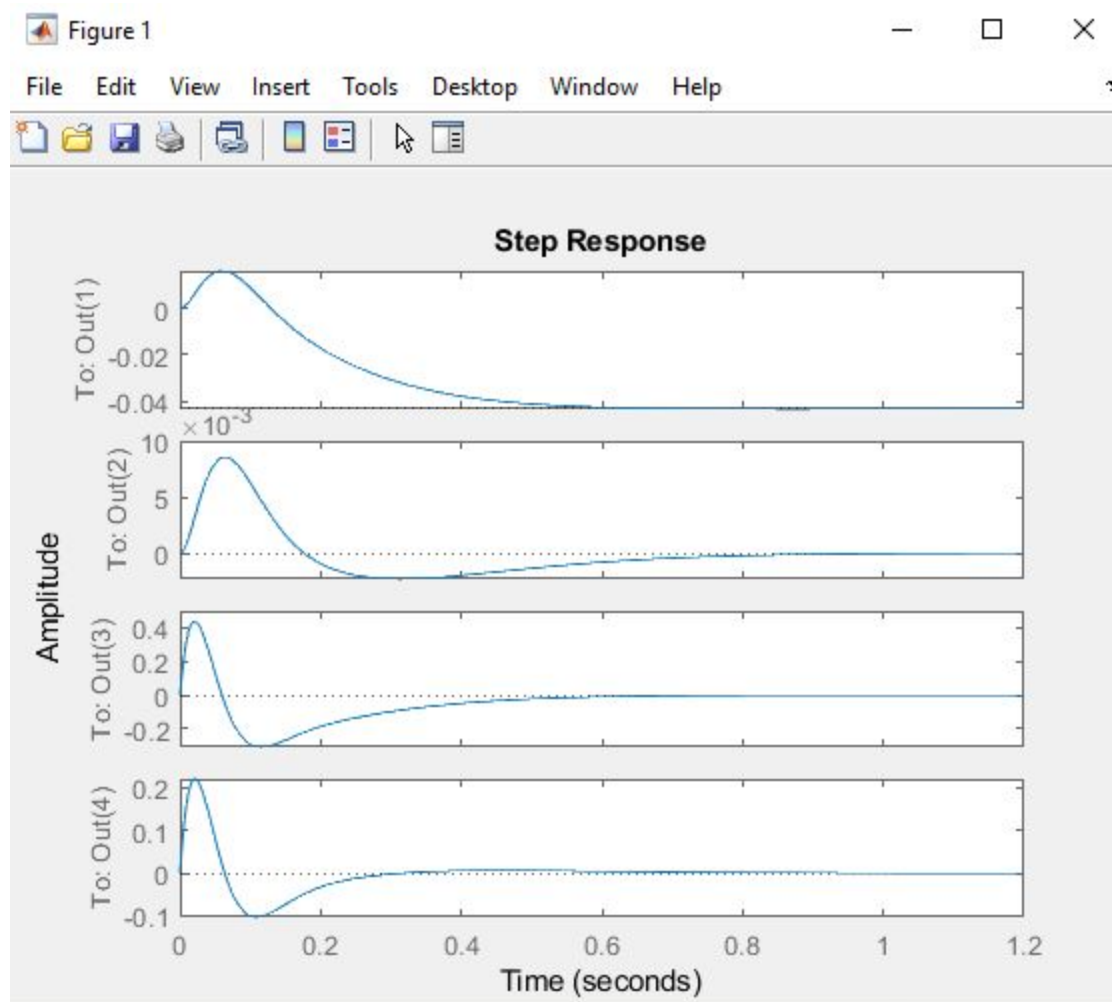 Figure 1
File Edit View Insert Tools Desktop Window Help
Step Response
To: Out(1)
0
-0.02
-0.04
×10-3
To: Out(2)
10
5
0
Amplitude
To: Out(3)
0.4
0.2
0
-0.2
To: Out(4)
0.2
0.1
0
-0.1
0 0.2 0.4 0.6 0.8 1 1.2
Time (seconds)